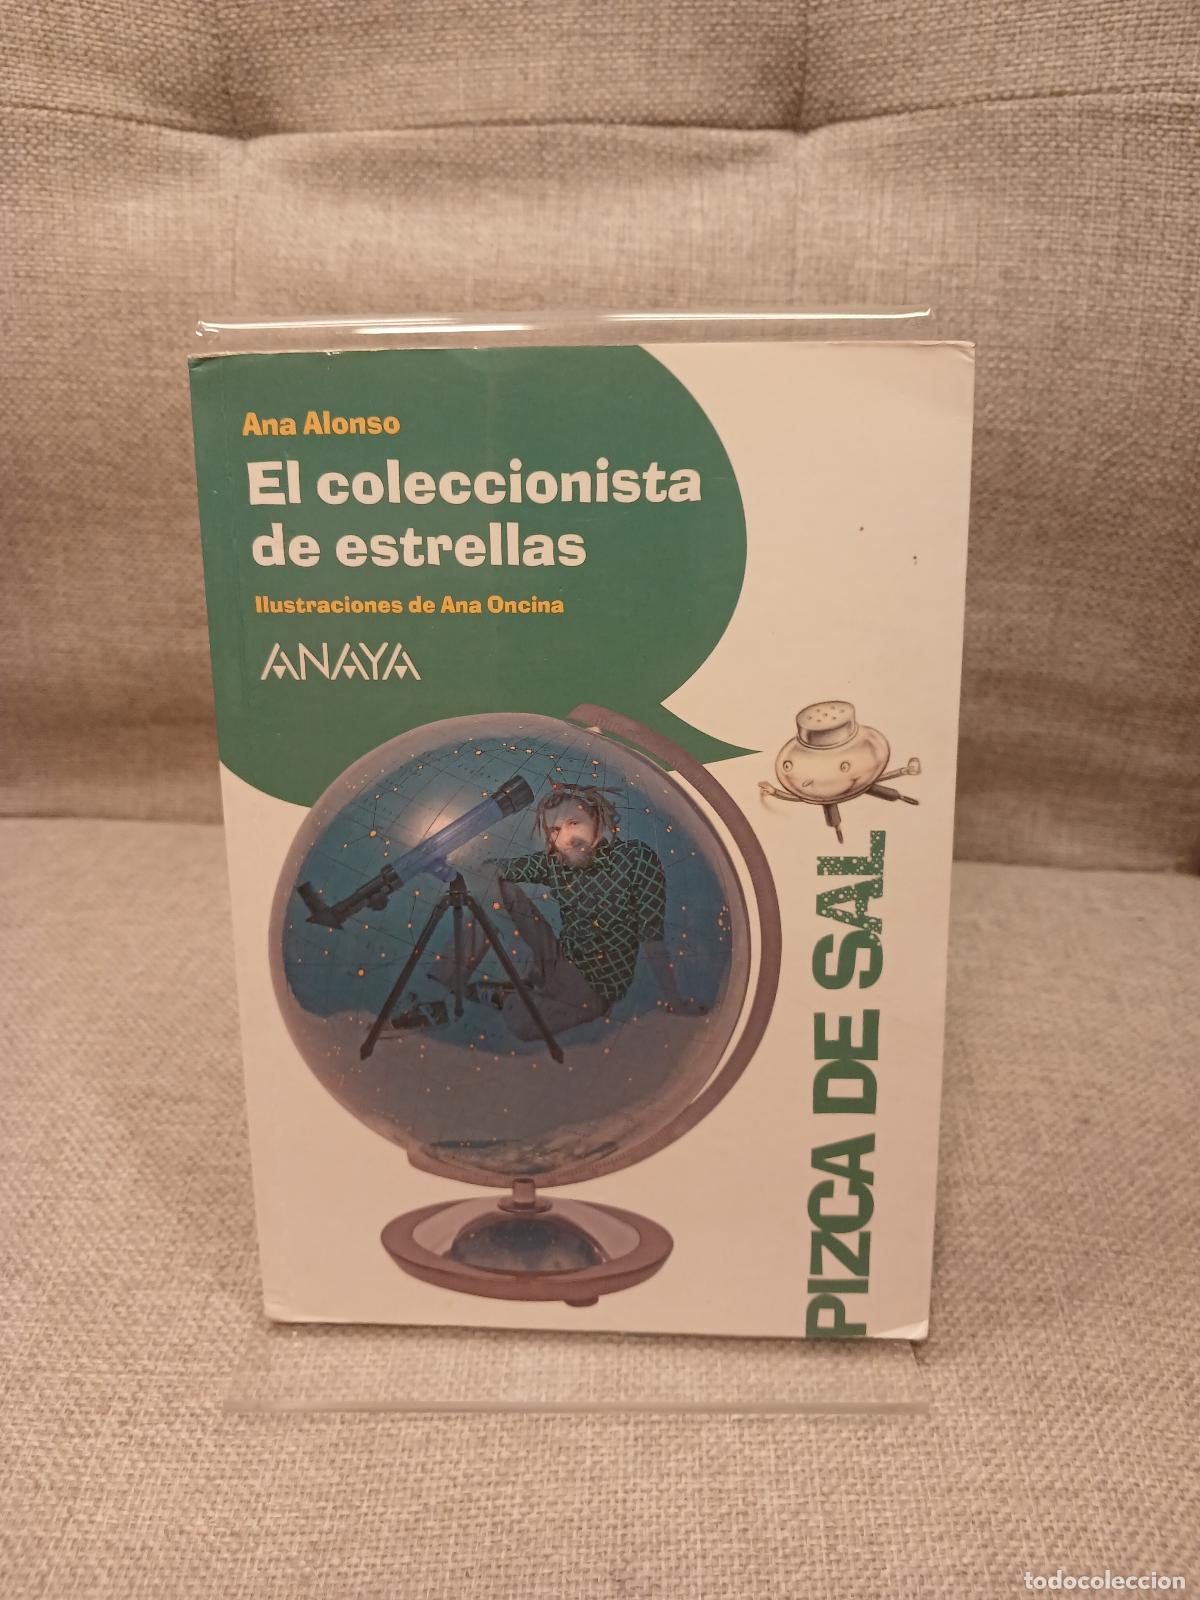 Ana Alonso
El coleccionista
de estrellas
Ilustraciones de Ana Oncina
ANAYA
PIZCA DE SAL
todocoleccion